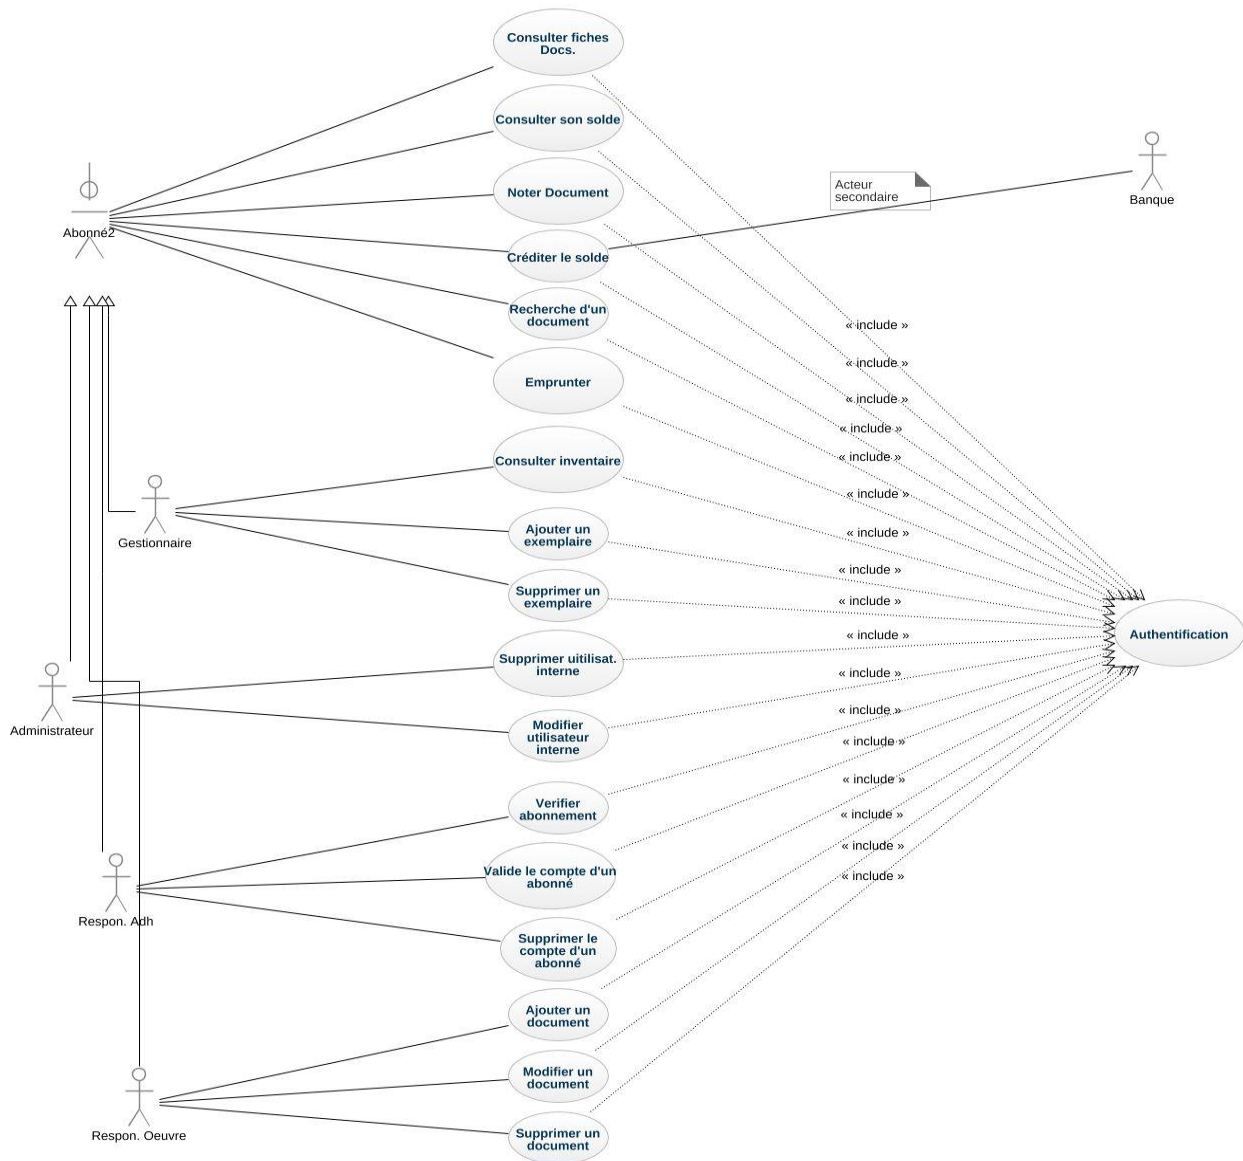 Consulter fiches
Docs.
Consulter son solde
Noter Document
Acteur
secondaire
Banque
Abonné2
Créditer le solde
Recherche d'un
document
« include »
« include »
Emprunter
« include »
« include »
« include »
Consulter inventaire
« include »
Gestionnaire
Ajouter un
exemplaire
« include »
« include »
Supprimer un
exemplaire
« include »
Authentification
« include »
Supprimer uitilisat.
interne
« include »
Administrateur
Modifier
utilisateur
interne
« include »
« include »
« include »
Verifier
abonnement
« include »
« include »
Valide le compte d'un
abonné
« include »
Respon. Adh
Supprimer le
compte d'un
abonné
Ajouter un
document
Modifier un
document
Respon. Oeuvre
Supprimer un
document